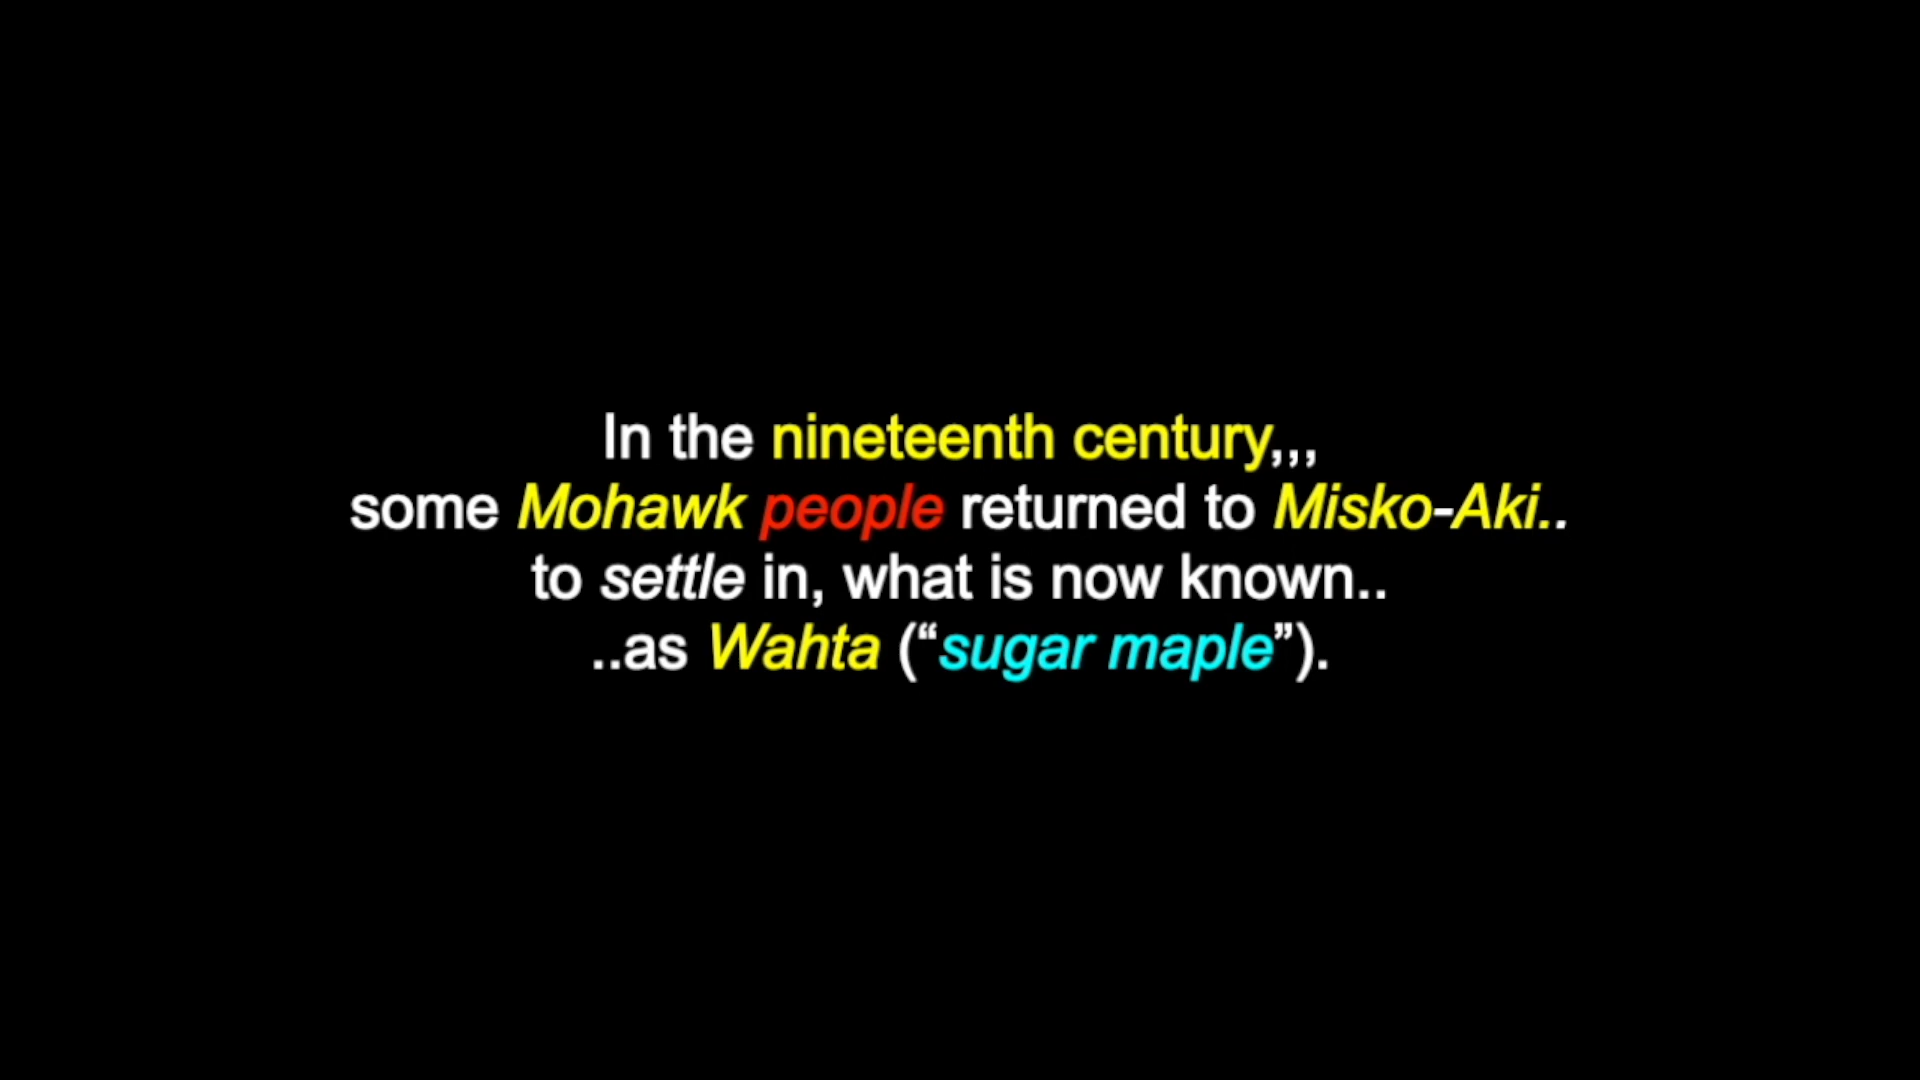 In the nineteenth century,,,
some Mohawk people returned to Misko-Aki..
to settle in, what is now known..
..as Wahta (“sugar maple”).